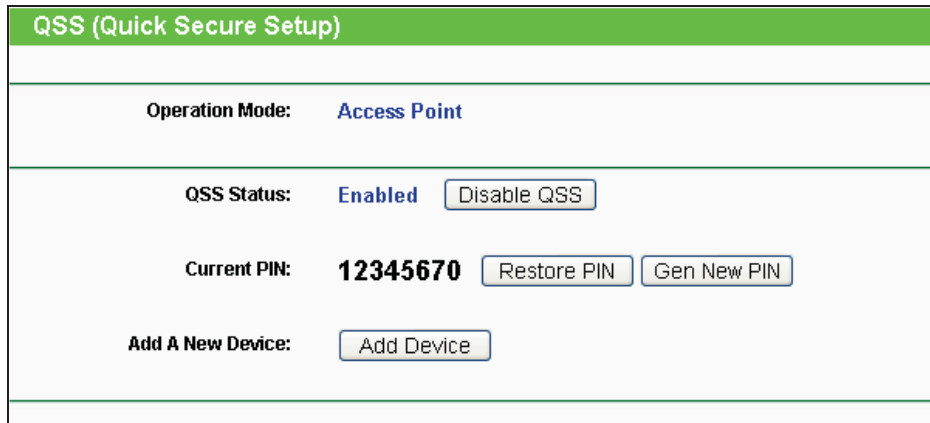 QSS (Quick Secure Setup)
Operation Mode: Access Point
QSS Status: Enabled Disable QSS
Current PIN: 12345670 Restore PIN Gen New PIN
Add A New Device: Add Device